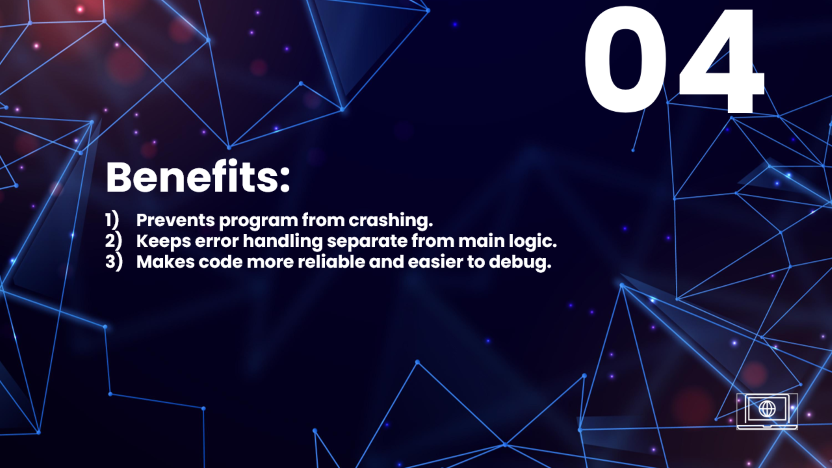 04
Benefits:
1) Prevents program from crashing.
2) Keeps error handling separate from main logic.
3) Makes code more reliable and easier to debug.